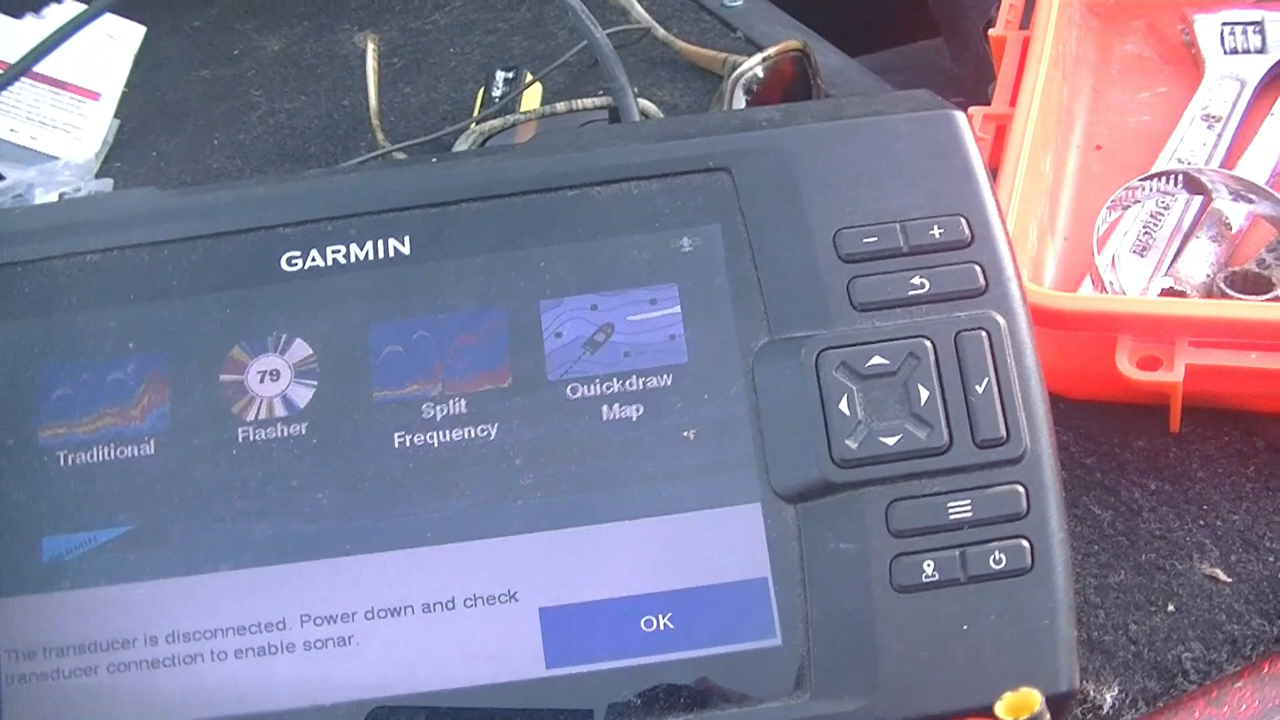 GARMIN
79
Traditional
Flasher
Split
Frequency
Quickdraw
Map
GARMIN
The transducer is disconnected. Power down and check
transducer connection to enable sonar.
OK